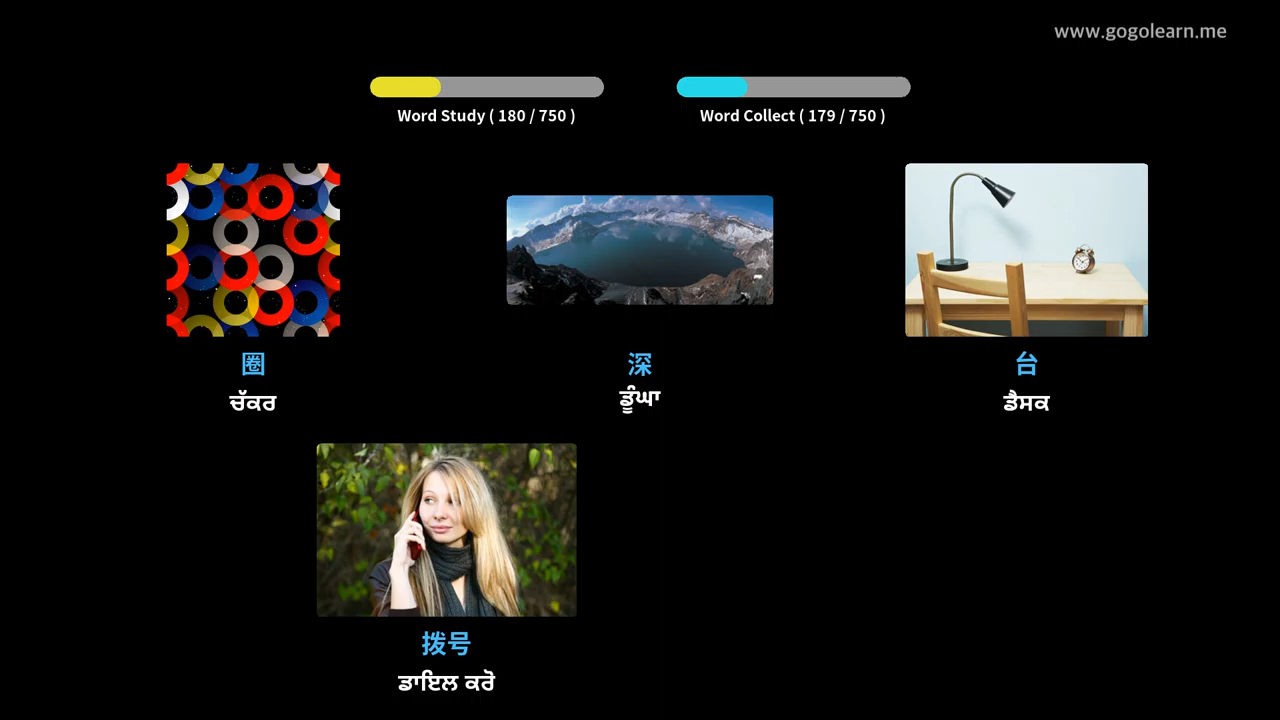 www.gogolearn.me
Word Study ( 180 / 750 )
Word Collect ( 179 / 750 )
圈
ਚੱਕਰ
深
ਡੂੰਘਾ
台
ਡੈਸਕ
拨号
ਡਾਇਲ ਕਰੋ